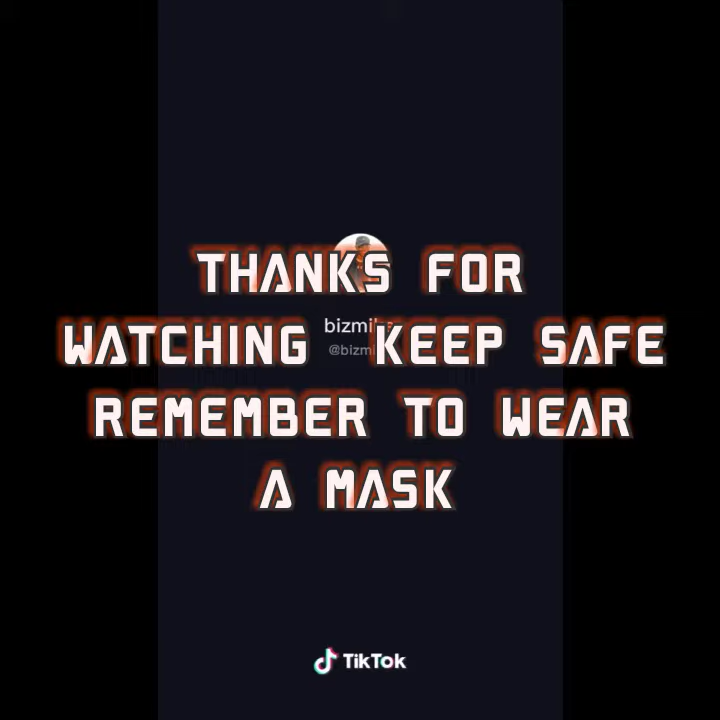 THANKS FOR
WATCHING KEEP SAFE
REMEMBER TO WEAR
A MASK
TikTok